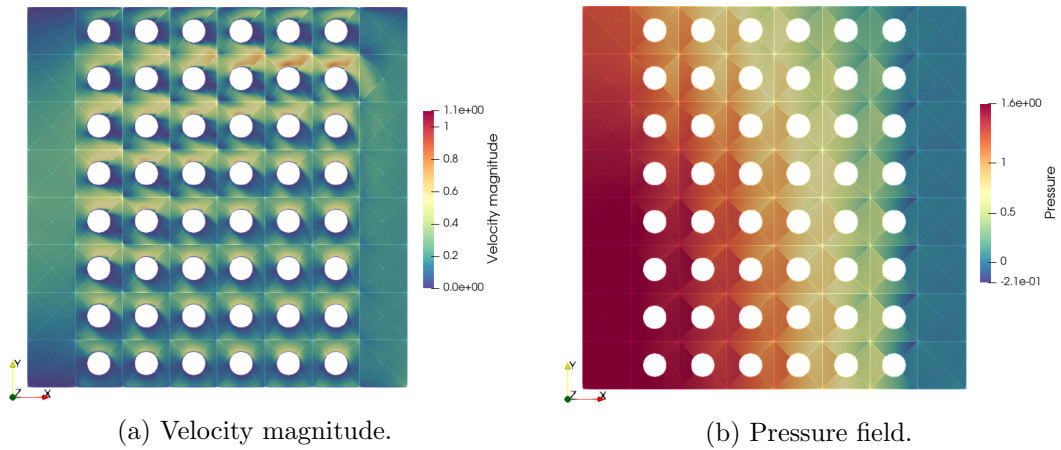 1.1e+00
1
0.8
0.6
0.4
0.2
0.0e+00
Velocity magnitude
Y
Z
X
(a) Velocity magnitude.
1.6e+00
1
0.5
0
-2.1e-01
Pressure
Y
Z
X
(b) Pressure field.